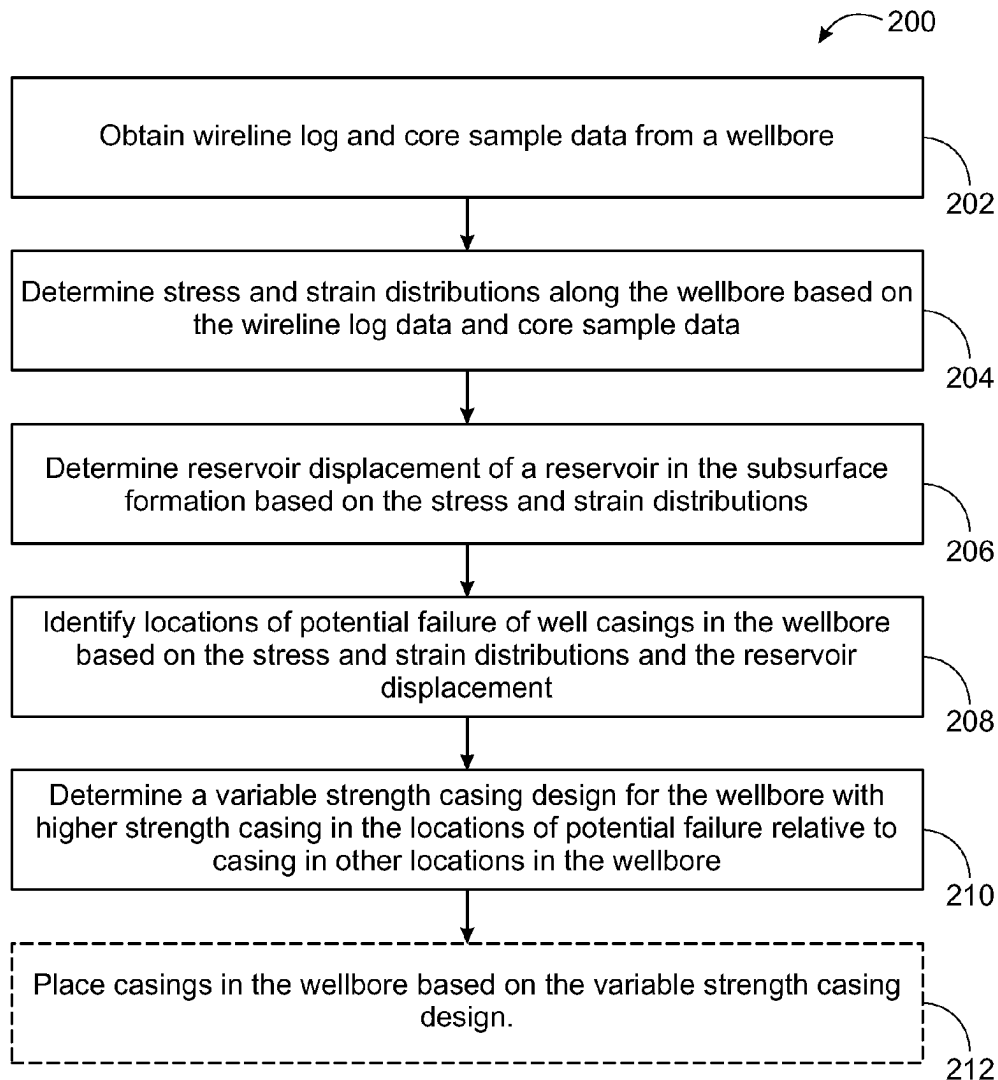 200
Obtain wireline log and core sample data from a wellbore
202
Determine stress and strain distributions along the wellbore based on
the wireline log data and core sample data
204
Determine reservoir displacement of a reservoir in the subsurface
formation based on the stress and strain distributions
206
Identify locations of potential failure of well casings in the wellbore
based on the stress and strain distributions and the reservoir
displacement
208
Determine a variable strength casing design for the wellbore with
higher strength casing in the locations of potential failure relative to
casing in other locations in the wellbore
210
Place casings in the wellbore based on the variable strength casing
design.
212